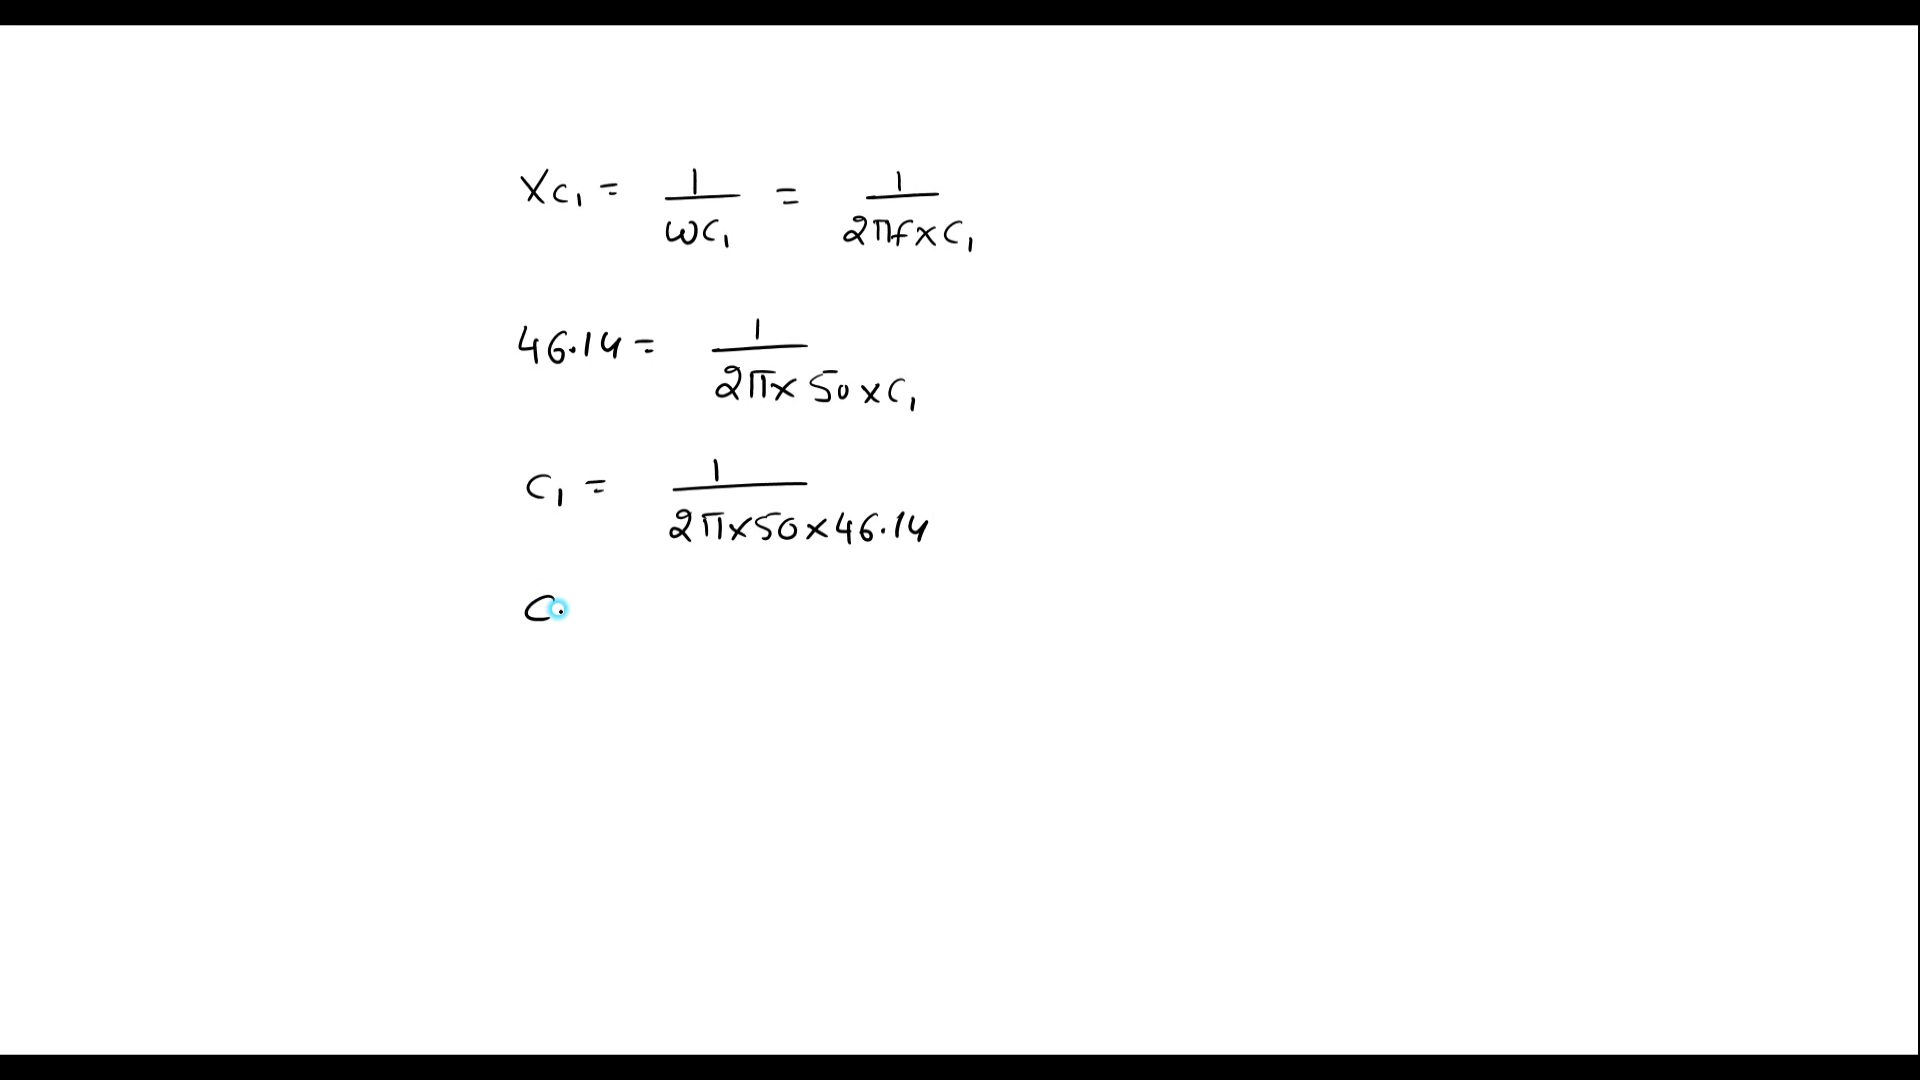 Xc₁ = 1/ωC₁ = 1/2πf×C₁
46.14 = 1/2π×50×C₁
C₁ = 1/2π×50×46.14
C